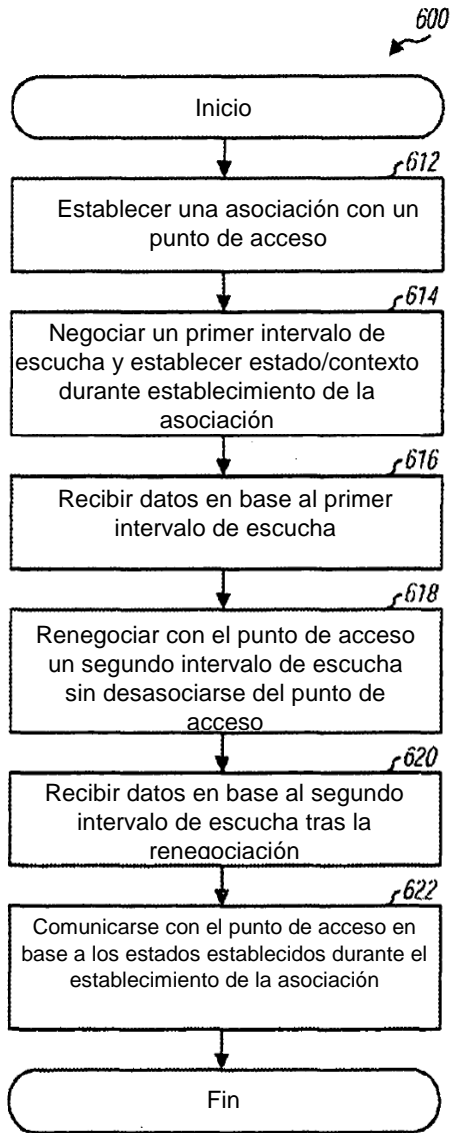 600
Inicio
612
Establecer una asociación con un
punto de acceso
614
Negociar un primer intervalo de
escucha y establecer estado/contexto
durante establecimiento de la
asociación
616
Recibir datos en base al primer
intervalo de escucha
618
Renegociar con el punto de acceso
un segundo intervalo de escucha
sin desasociarse del punto de
acceso
620
Recibir datos en base al segundo
intervalo de escucha tras la
renegociación
622
Comunicarse con el punto de acceso en
base a los estados establecidos durante el
establecimiento de la asociación
Fin